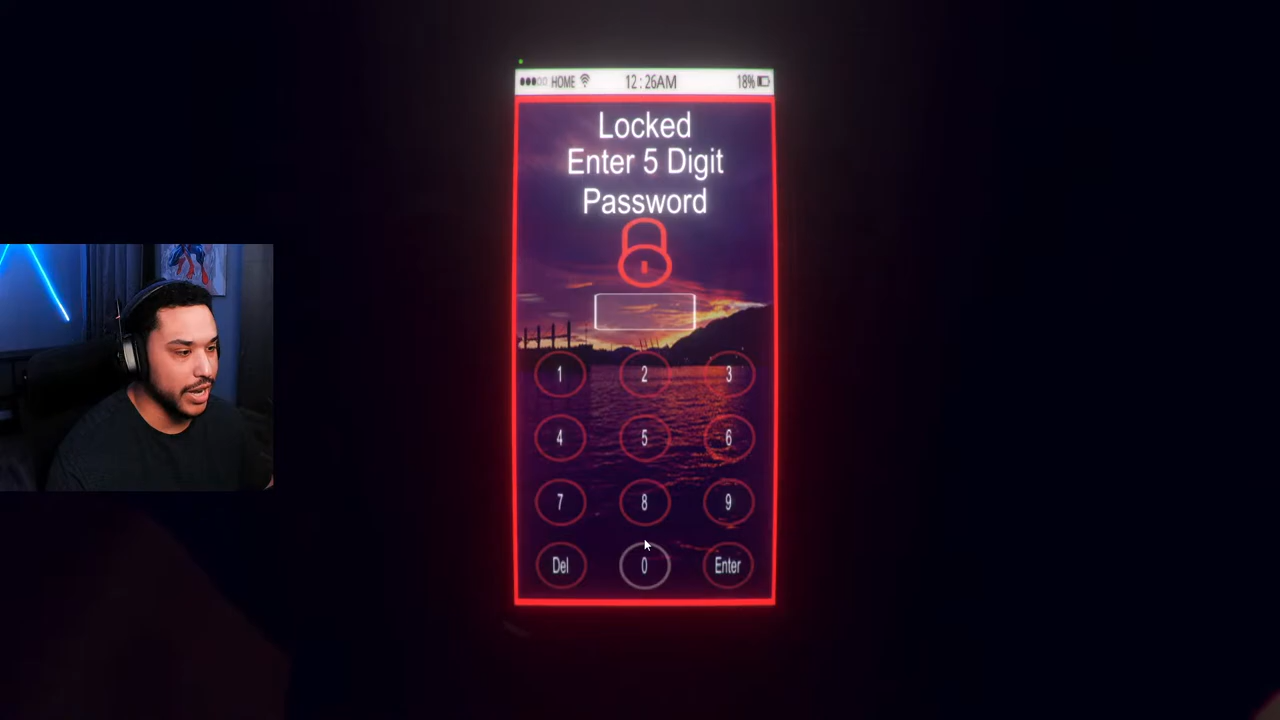 HOME 12:26AM 18%
Locked
Enter 5 Digit
Password
1 2 3
4 5 6
7 8 9
Del 0 Enter